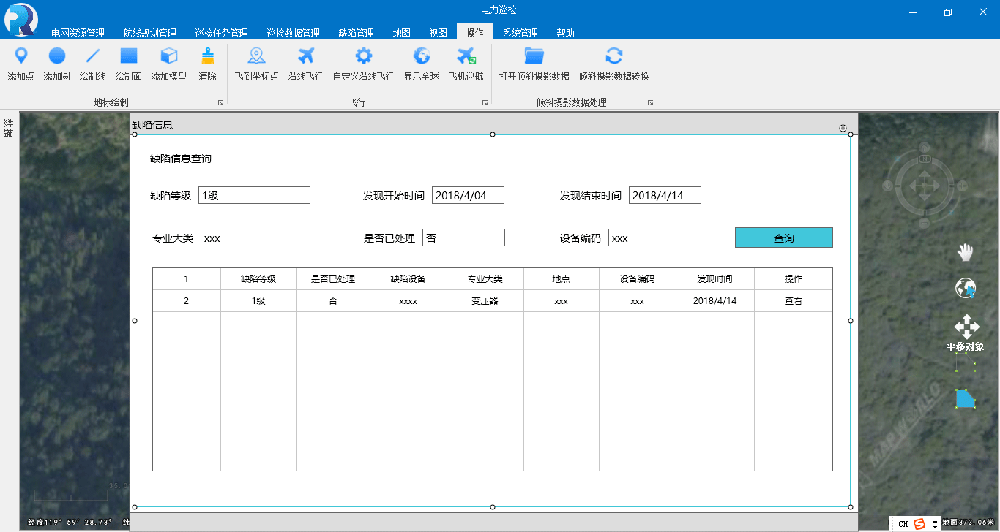 电力巡检
电网资源管理 航线规划管理 巡检任务管理 巡检数据管理 缺陷管理 地图 视图 操作 系统管理 帮助
添加点 添加圆 绘制线 绘制面 添加模型 清除 飞到坐标点 沿线飞行 自定义沿线飞行 显示全球 飞机巡航 打开倾斜摄影数据 倾斜摄影数据转换
地标绘制 飞行 倾斜摄影数据处理
数据
缺陷信息
缺陷信息查询
缺陷等级 1级 发现开始时间 2018/4/04 发现结束时间 2018/4/14
专业大类 xxx 是否已处理 否 设备编码 xxx 查询
1 缺陷等级 是否已处理 缺陷设备 专业大类 地点 设备编码 发现时间 操作
2 1级 否 xxxx 变压器 xxx xxx 2018/4/14 查看
平移对象
MAPWORLD
35.0
经度119° 59' 28.73" 纬
CH
地面373.06米